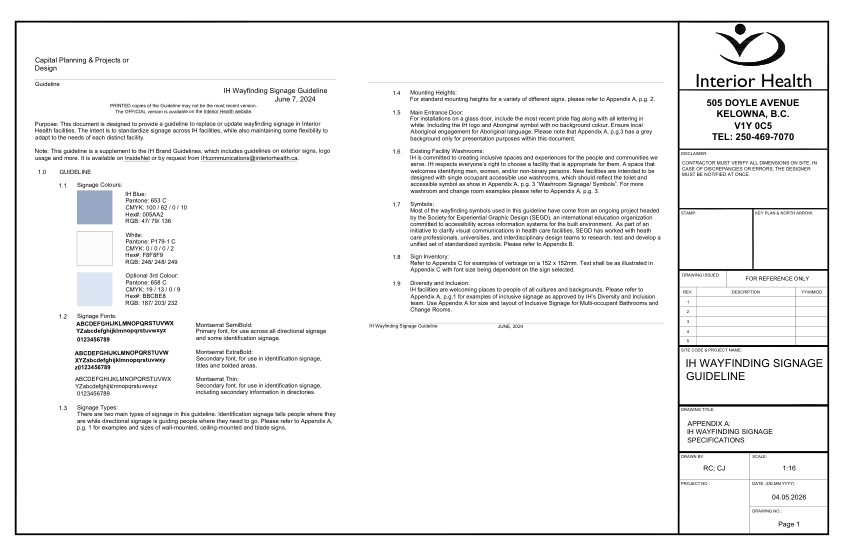 Capital Planning & Projects or
Design
Guideline
IH Wayfinding Signage Guideline
June 7, 2024
PRINTED copies of the Guideline may not be the most recent version.
The OFFICIAL version is available on the Interior Health website.
Purpose: This document is designed to provide a guideline to replace or update wayfinding signage in Interior
Health facilities. The intent is to standardize signage across IH facilities, while also maintaining some flexibility to
adapt to the needs of each distinct facility.
Note: This guideline is a supplement to the IH Brand Guidelines, which includes guidelines on exterior signs, logo
usage and more. It is available on InsideNet or by request from IHcommunications@interiorhealth.ca.
1.0 GUIDELINE
1.1 Signage Colours:
IH Blue:
Pantone: 653 C
CMYK: 100 / 62 / 0 / 10
Hex#: 005AA2
RGB: 47/ 79/ 136
White:
Pantone: P179-1 C
CMYK: 0 / 0 / 0 / 2
Hex#: F8F8F9
RGB: 248/ 248/ 249
Optional 3rd Colour:
Pantone: 658 C
CMYK: 19 / 13 / 0 / 9
Hex#: BBCBE8
RGB: 187/ 203/ 232
1.2 Signage Fonts:
ABCDEFGHIJKLMNOPQRSTUVWX
YZabcdefghijklmnopqrstuvwxyz
0123456789
Montserrat SemiBold:
Primary font, for use across all directional signage
and some identification signage.
ABCDEFGHIJKLMNOPQRSTUVW
XYZabcdefghijklmnopqrstuvwxy
z0123456789
Montserrat ExtraBold:
Secondary font, for use in identification signage,
titles and bolded areas.
ABCDEFGHIJKLMNOPQRSTUVWX
YZabcdefghijklmnopqrstuvwxyz
0123456789
Montserrat Thin:
Secondary font, for use in identification signage,
including secondary information in directories.
1.3 Signage Types:
There are two main types of signage in this guideline. Identification signage tells people where they
are while directional signage is guiding people where they need to go. Please refer to Appendix A,
p.g. 1 for examples and sizes of wall-mounted, ceiling-mounted and blade signs.
1.4 Mounting Heights:
For standard mounting heights for a variety of different signs, please refer to Appendix A, p.g. 2.
1.5 Main Entrance Door:
For installations on a glass door, include the most recent pride flag along with all lettering in
white. Including the IH logo and Aboriginal symbol with no background colour. Ensure local
Aboriginal engagement for Aboriginal language. Please note that Appendix A, p.g.3 has a grey
background only for presentation purposes within this document.
1.6 Existing Facility Washrooms:
IH is committed to creating inclusive spaces and experiences for the people and communities we
serve. IH respects everyone's right to choose a facility that is appropriate for them. A space that
welcomes identifying men, women, and/or non-binary persons. New facilities are intended to be
designed with single occupant accessible use washrooms, which should reflect the toilet and
accessible symbol as show in Appendix A, p.g. 3 "Washroom Signage/ Symbols". For more
washroom and change room examples please refer to Appendix A, p.g. 3.
1.7 Symbols:
Most of the wayfinding symbols used in this guideline have come from an ongoing project headed
by the Society for Experiential Graphic Design (SEGD), an international education organization
committed to accessibility across information systems for the built environment. As part of an
initiative to clarify visual communications in health care facilities, SEGD has worked with heath
care professionals, universities, and interdisciplinary design teams to research, test and develop a
unified set of standardized symbols. Please refer to Appendix B.
1.8 Sign Inventory:
Refer to Appendix C for examples of verbiage on a 152 x 152mm. Text shall be as illustrated in
Appendix C with font size being dependent on the sign selected.
1.9 Diversity and Inclusion:
IH facilities are welcoming places to people of all cultures and backgrounds. Please refer to
Appendix A, p.g.1 for examples of inclusive signage as approved by IH's Diversity and Inclusion
team. Use Appendix A for size and layout of Inclusive Signage for Multi-occupant Bathrooms and
Change Rooms.
IH Wayfinding Signage Guideline JUNE, 2024
Interior Health
505 DOYLE AVENUE
KELOWNA, B.C.
V1Y 0C5
TEL: 250-469-7070
DISCLAIMER:
CONTRACTOR MUST VERIFY ALL DIMENSIONS ON SITE, IN
CASE OF DISCREPANCIES OR ERRORS, THE DESIGNER
MUST BE NOTIFIED AT ONCE.
STAMP: KEY PLAN & NORTH ARROW:
DRAWING ISSUED: FOR REFERENCE ONLY
REV. DESCRIPTION YY/MM/DD
1
2
3
4
5
SITE CODE & PROJECT NAME:
IH WAYFINDING SIGNAGE
GUIDELINE
DRAWING TITLE:
APPENDIX A:
IH WAYFINDING SIGNAGE
SPECIFICATIONS
DRAWN BY: SCALE:
RC; CJ 1:16
PROJECT NO.: DATE: (DD.MM.YYYY)
04.05.2026
DRAWING NO.:
Page 1